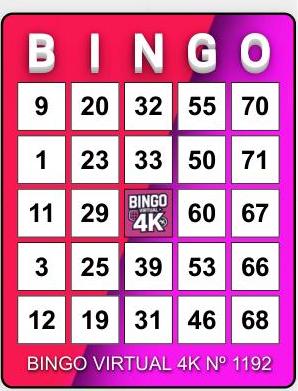 B I N G O
9 20 32 55 70
1 23 33 50 71
11 29 BINGO VIRTUAL 4K 60 67
3 25 39 53 66
12 19 31 46 68
BINGO VIRTUAL 4K Nº 1192